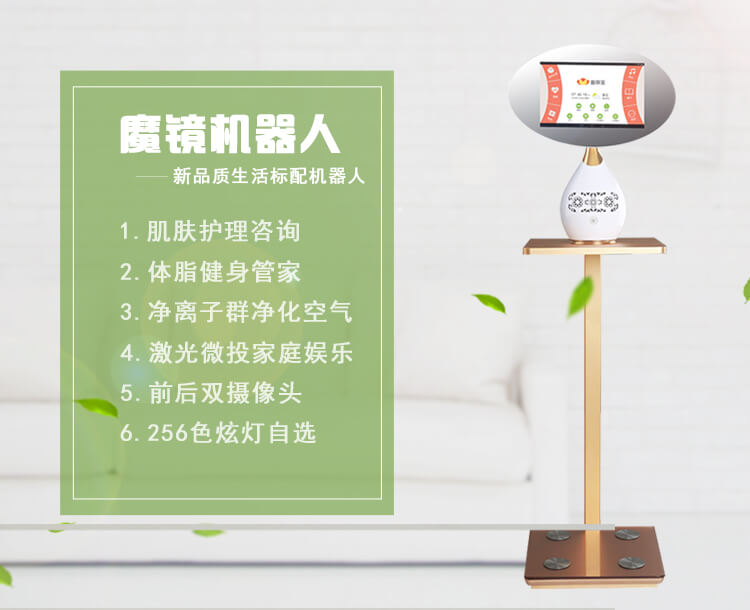 魔镜机器人
新品质生活标配机器人
1.肌肤护理咨询
2.体脂健身管家
3.净离子群净化空气
4.激光微投家庭娱乐
5.前后双摄像头
6.256色炫灯自选